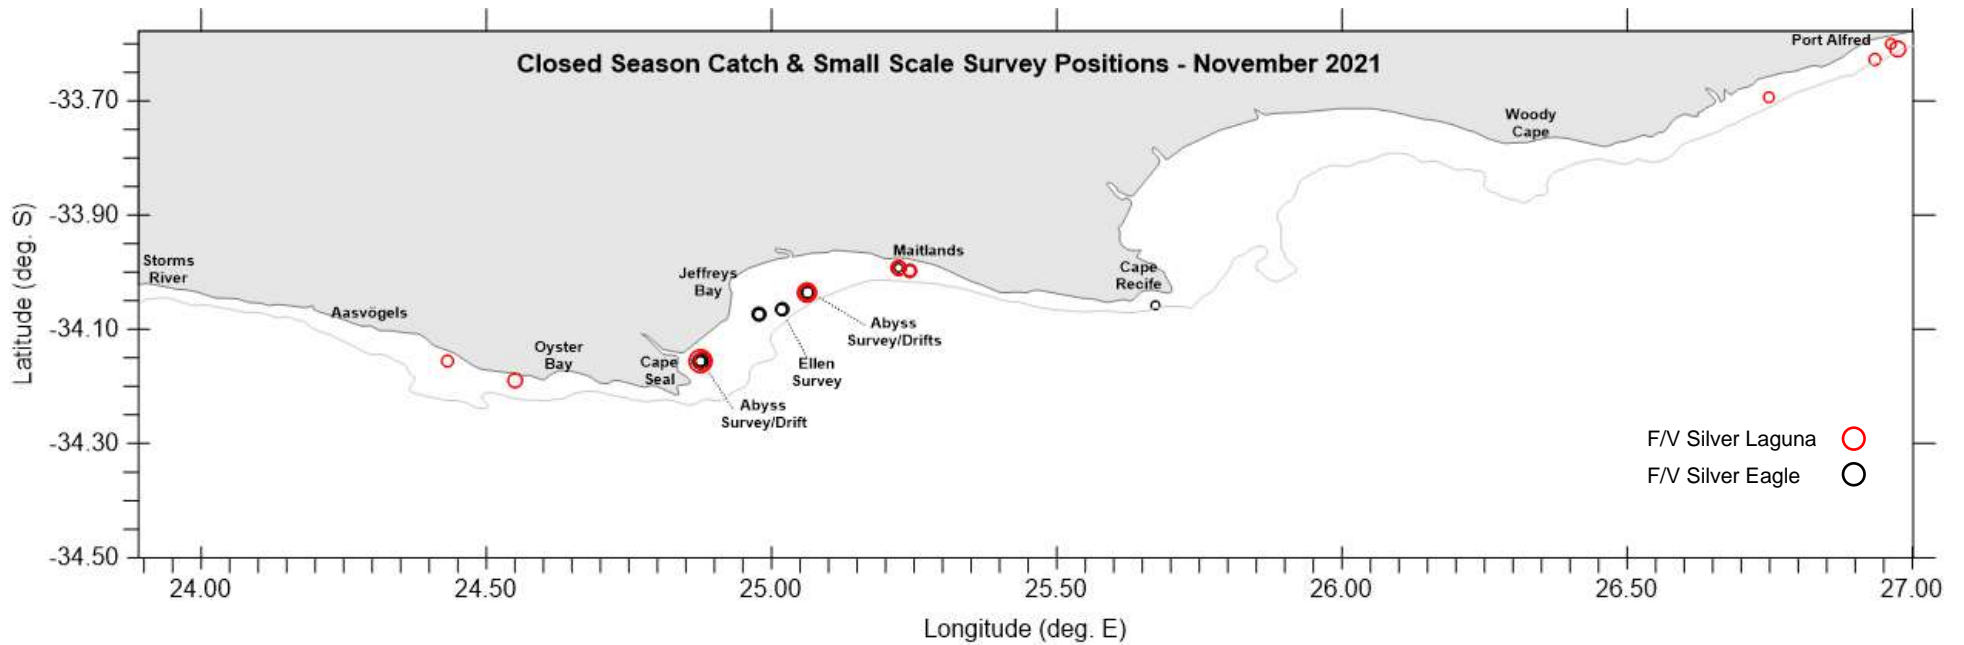 Closed Season Catch & Small Scale Survey Positions - November 2021
Port Alfred
Woody
Cape
Maitlands
Cape
Recife
Storms
River
Jeffreys
Bay
Aasvögels
Abyss
Survey/Drifts
Oyster
Bay
Cape
Seal
Ellen
Survey
Abyss
Survey/Drift
F/V Silver Laguna
F/V Silver Eagle
Latitude (deg. S)
-33.70
-33.90
-34.10
-34.30
-34.50
24.00 24.50 25.00 25.50 26.00 26.50 27.00
Longitude (deg. E)